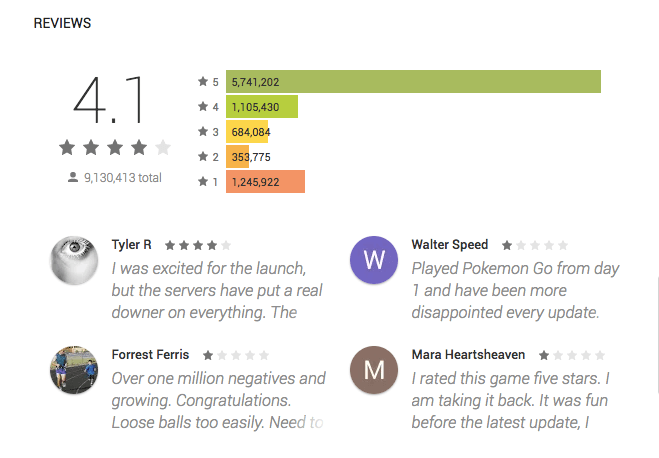 REVIEWS
4.1
9,130,413 total
5 5,741,202
4 1,105,430
3 684,084
2 353,775
1 1,245,922
Tyler R
I was excited for the launch,
but the servers have put a real
downer on everything. The
W
Walter Speed
Played Pokemon Go from day
1 and have been more
disappointed every update.
Forrest Ferris
Over one million negatives and
growing. Congratulations.
Loose balls too easily. Need to
M
Mara Heartsheaven
I rated this game five stars. I
am taking it back. It was fun
before the latest update, I